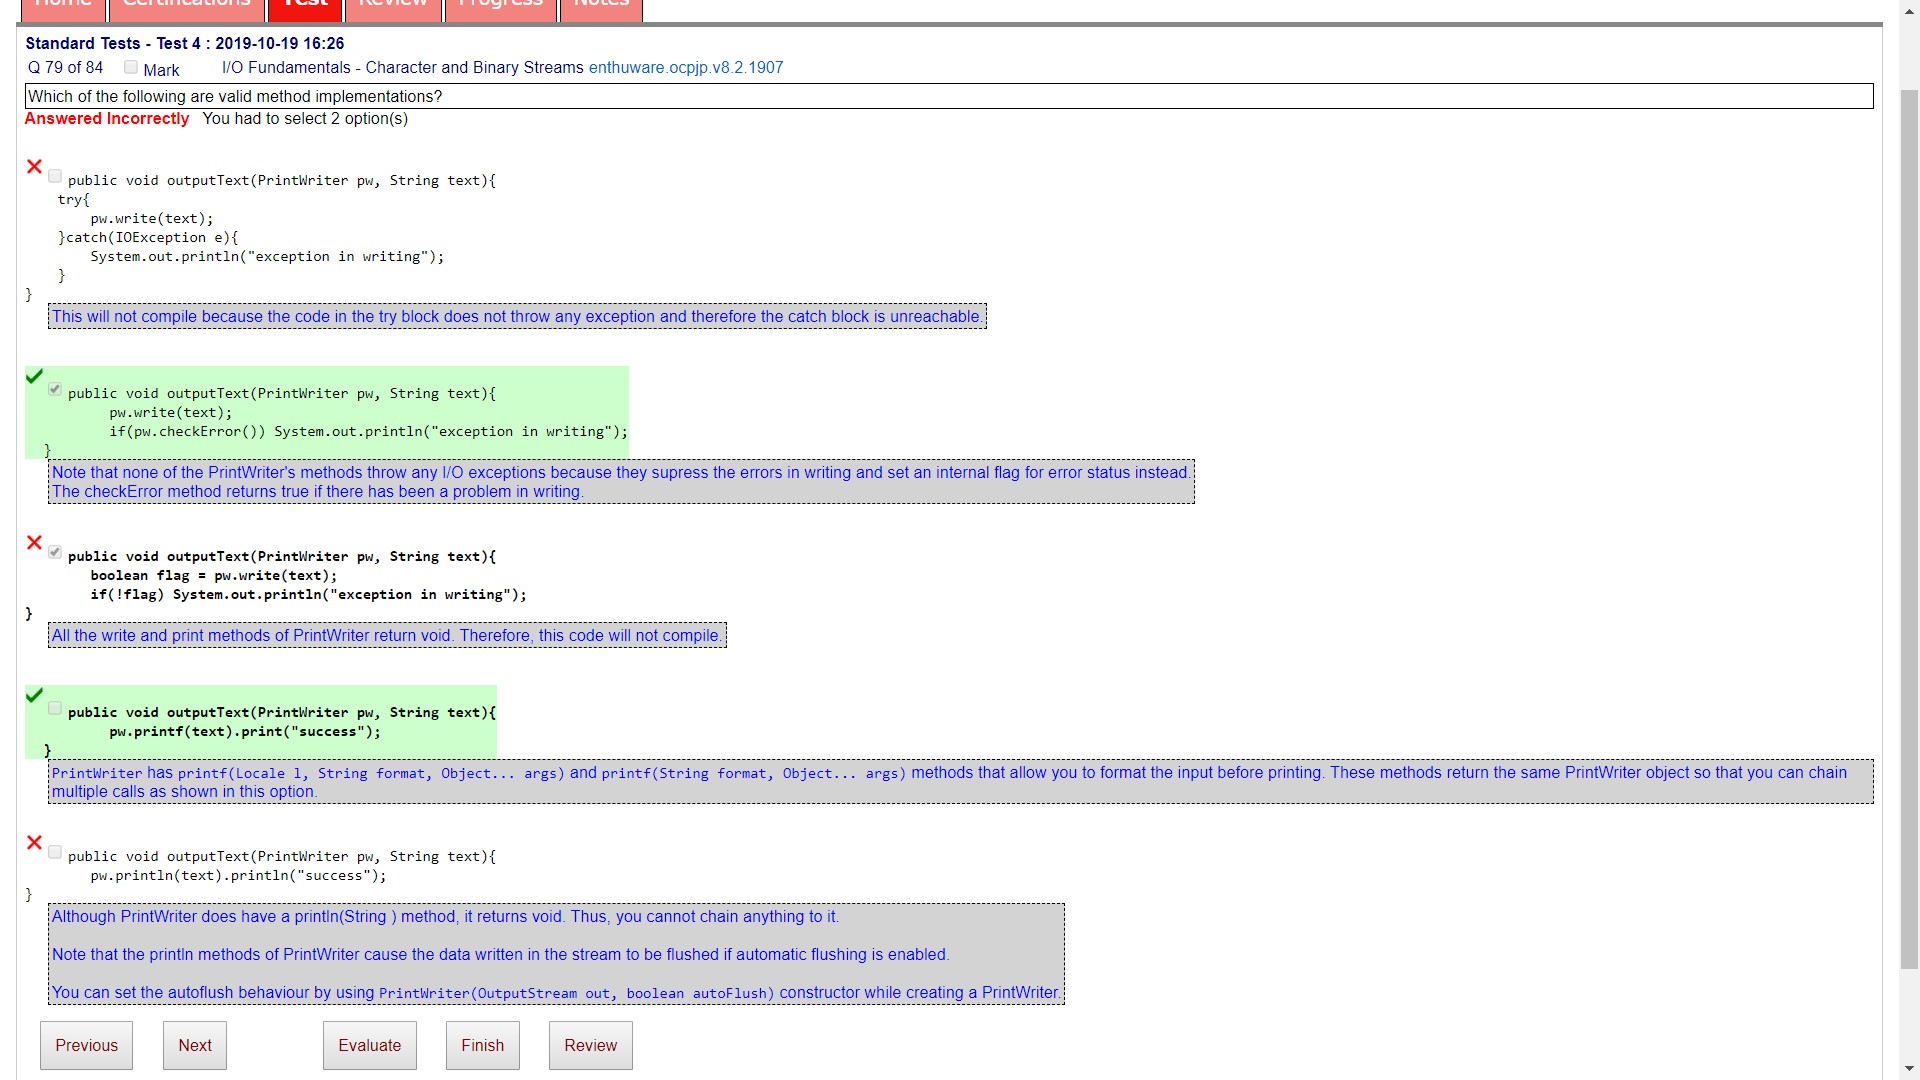 Home Certifications Test Review Progress Notes
Standard Tests - Test 4 : 2019-10-19 16:26
Q 79 of 84 Mark I/O Fundamentals - Character and Binary Streams enthuware.ocpjp.v8.2.1907
Which of the following are valid method implementations?
Answered Incorrectly You had to select 2 option(s)
public void outputText(PrintWriter pw, String text){
try{
pw.write(text);
}catch(IOException e){
System.out.println("exception in writing");
}
}
This will not compile because the code in the try block does not throw any exception and therefore the catch block is unreachable.
public void outputText(PrintWriter pw, String text){
pw.write(text);
if(pw.checkError()) System.out.println("exception in writing");
}
Note that none of the PrintWriter's methods throw any I/O exceptions because they supress the errors in writing and set an internal flag for error status instead.
The checkError method returns true if there has been a problem in writing.
public void outputText(PrintWriter pw, String text){
boolean flag = pw.write(text);
if(!flag) System.out.println("exception in writing");
}
All the write and print methods of PrintWriter return void. Therefore, this code will not compile.
public void outputText(PrintWriter pw, String text){
pw.printf(text).print("success");
}
PrintWriter has printf(Locale l, String format, Object... args) and printf(String format, Object... args) methods that allow you to format the input before printing. These methods return the same PrintWriter object so that you can chain
multiple calls as shown in this option.
public void outputText(PrintWriter pw, String text){
pw.println(text).println("success");
}
Although PrintWriter does have a println(String ) method, it returns void. Thus, you cannot chain anything to it.
Note that the println methods of PrintWriter cause the data written in the stream to be flushed if automatic flushing is enabled.
You can set the autoflush behaviour by using PrintWriter(OutputStream out, boolean autoFlush) constructor while creating a PrintWriter.
Previous Next Evaluate Finish Review